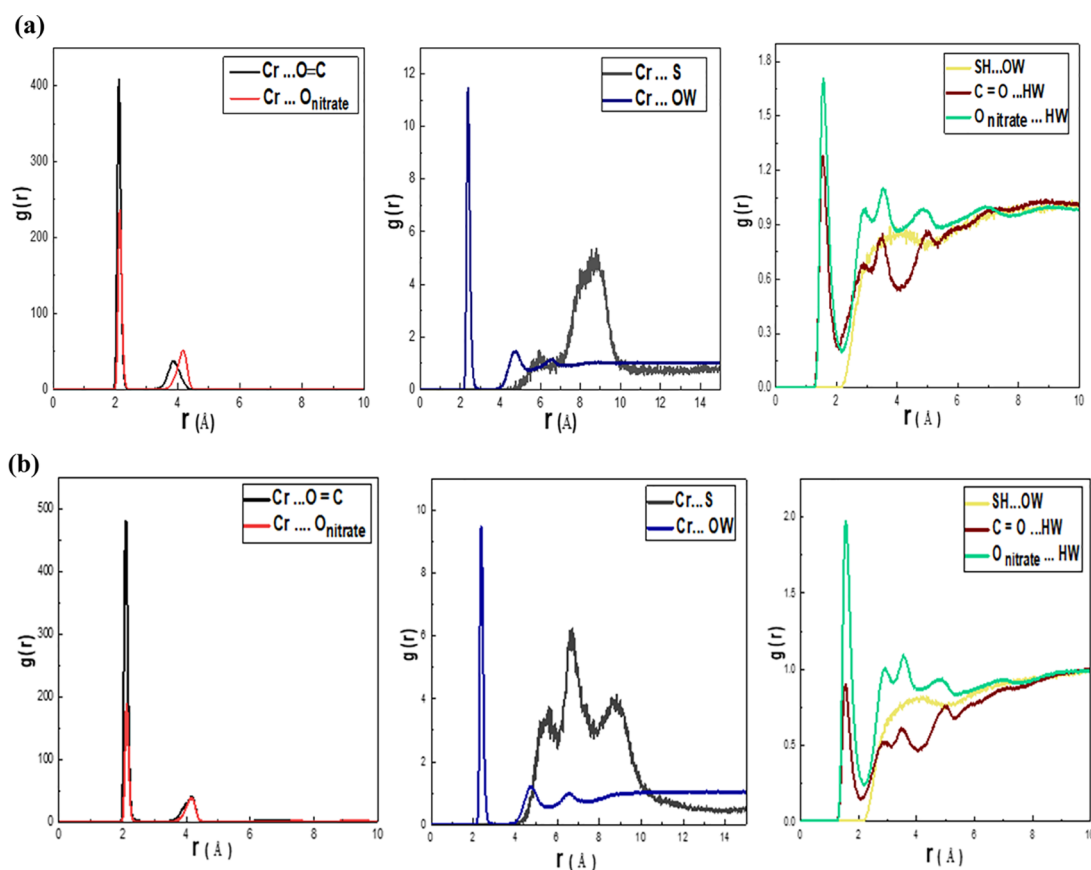 (a)
Cr ...O=C
Cr ... Onitrate
400
300
200
100
0
g(r)
0 2 4 6 8 10
r (Å)
Cr ... S
Cr ... OW
12
10
8
6
4
2
0
g(r)
0 2 4 6 8 10 12 14
r (Å)
SH...OW
C = O ...HW
O nitrate ... HW
1.8
1.5
1.2
0.9
0.6
0.3
0.0
g(r)
0 2 4 6 8 10
r ( Å )
(b)
Cr ...O = C
Cr .... Onitrate
500
400
300
200
100
0
g(r)
0 2 4 6 8 10
r (Å)
Cr... S
Cr... OW
10
8
6
4
2
0
g(r)
0 2 4 6 8 10 12 14
r (Å)
SH...OW
C = O ...HW
O nitrate ... HW
2.0
1.5
1.0
0.5
0.0
g(r)
0 2 4 6 8 10
r ( Å )